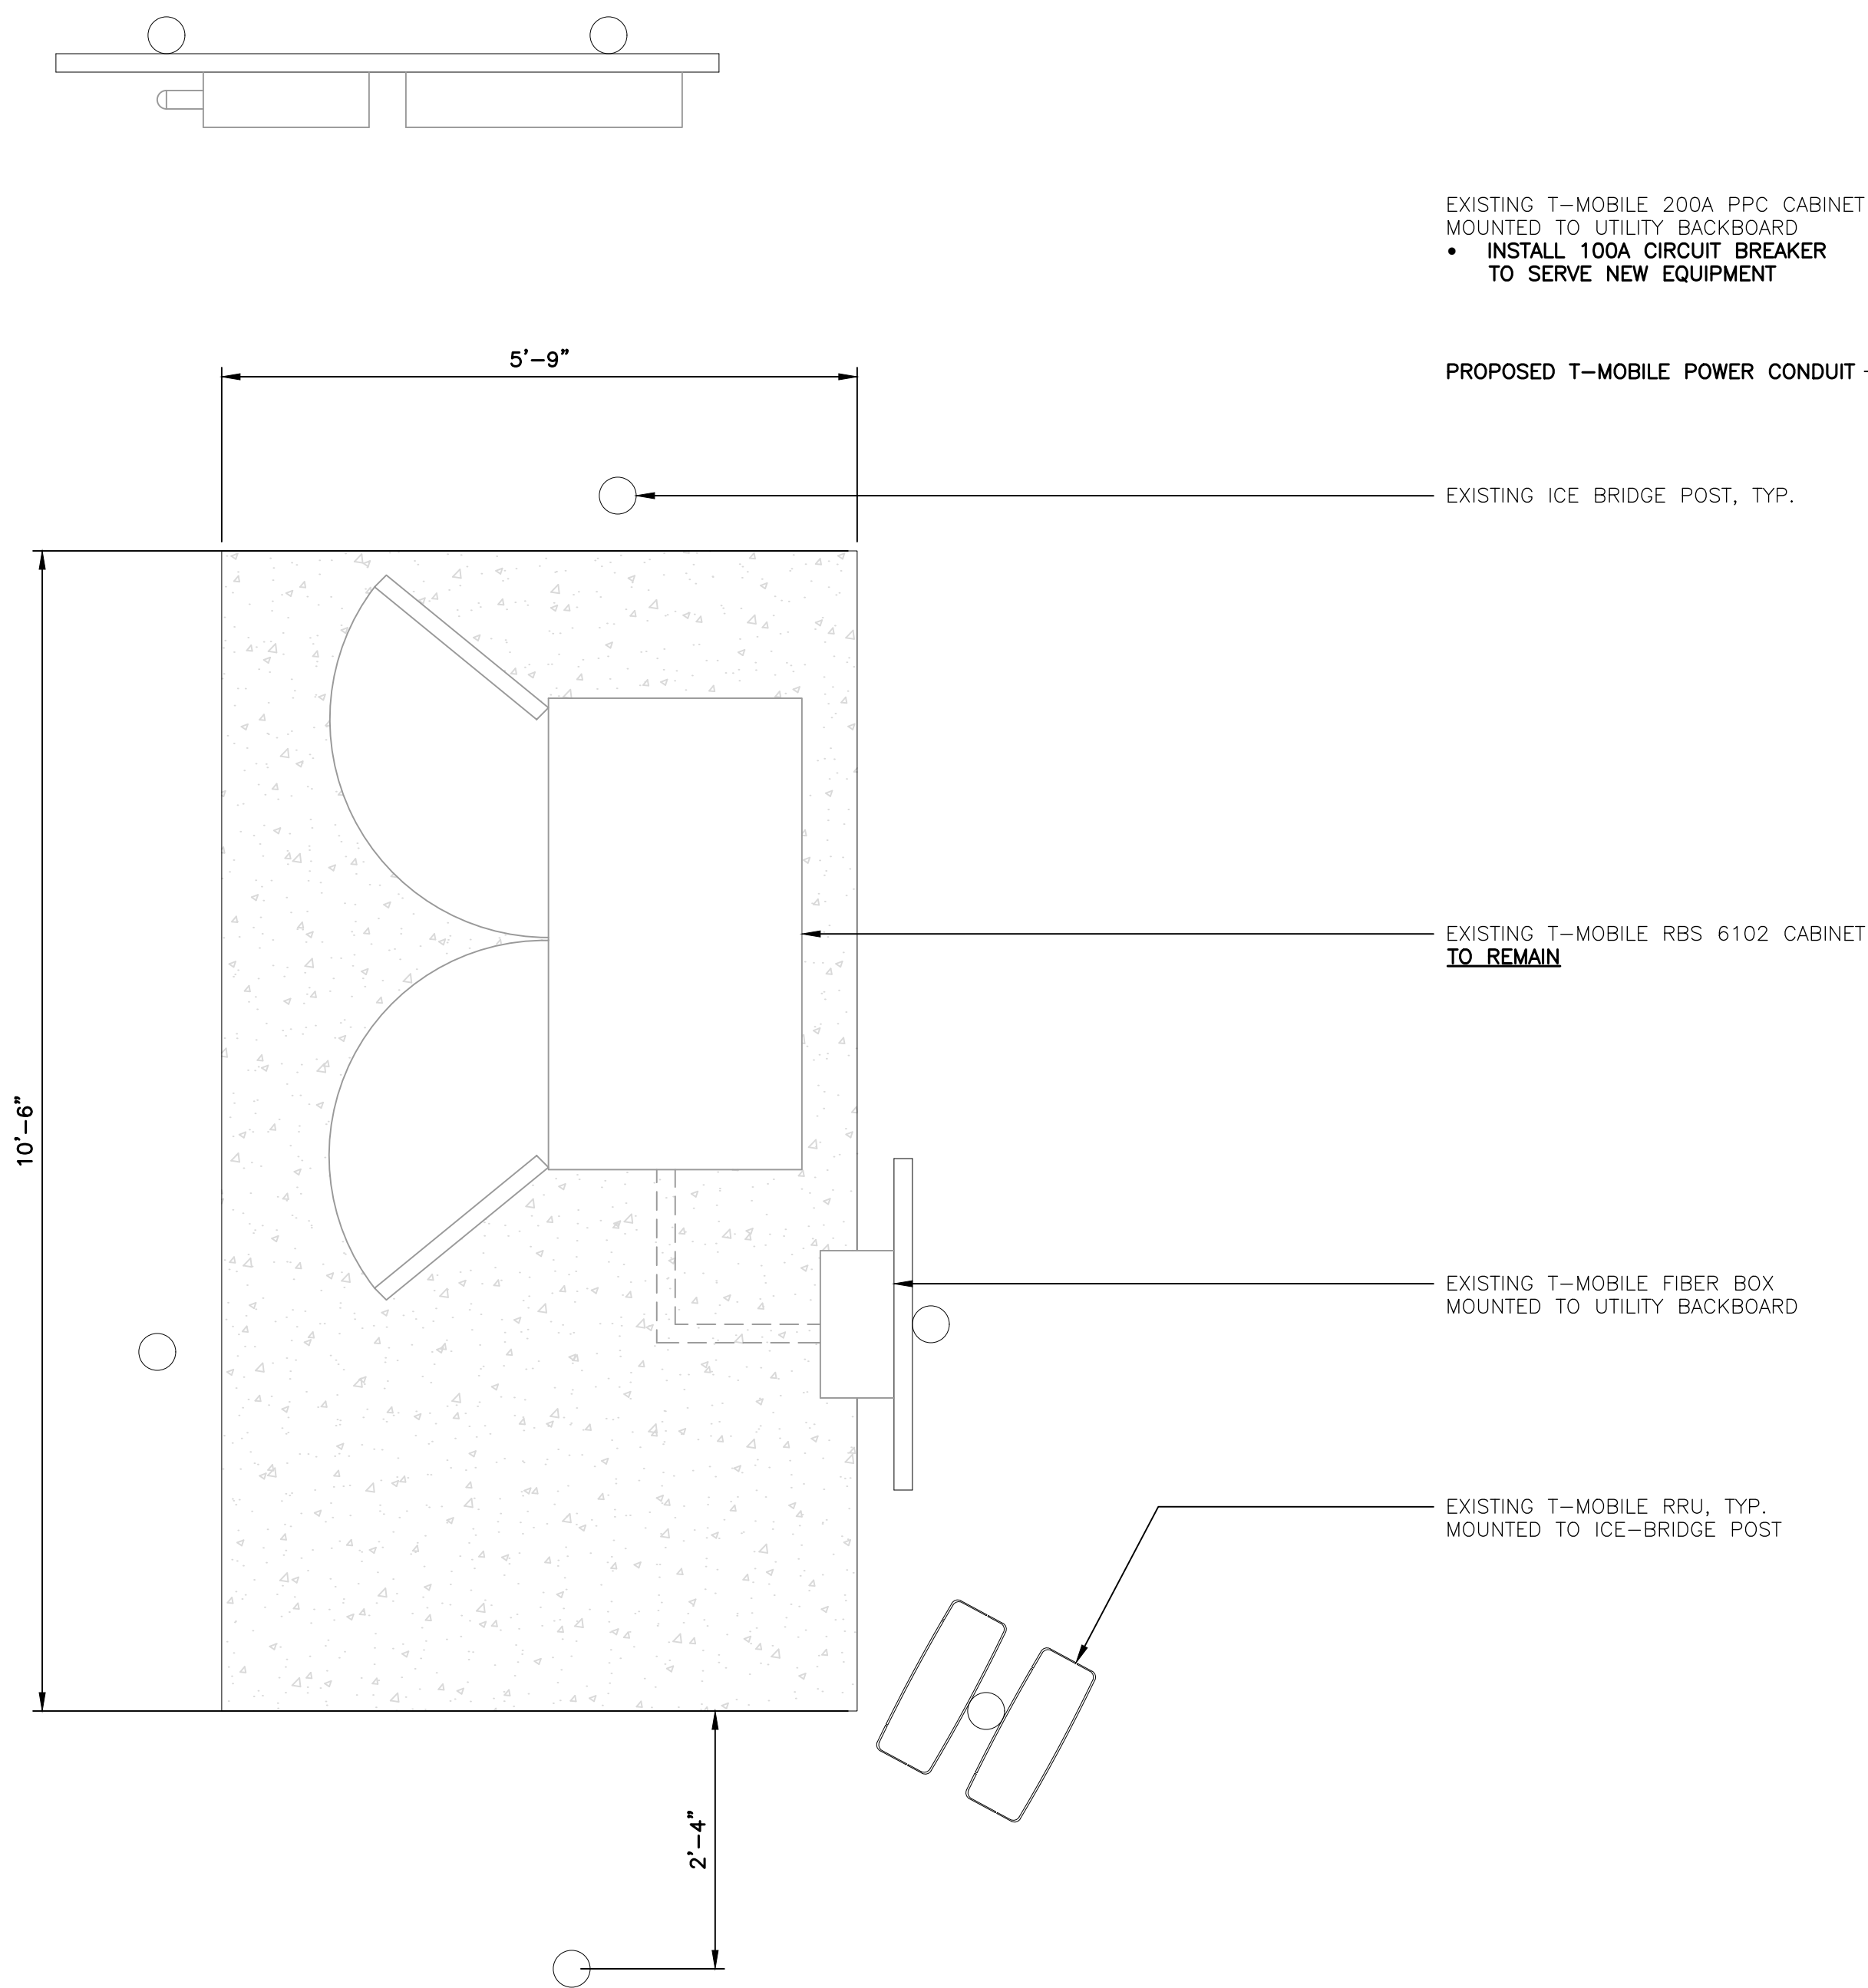 EXISTING T-MOBILE 200A PPC CABINET
MOUNTED TO UTILITY BACKBOARD
• INSTALL 100A CIRCUIT BREAKER
TO SERVE NEW EQUIPMENT
5'-9"
PROPOSED T-MOBILE POWER CONDUIT
EXISTING ICE BRIDGE POST, TYP.
EXISTING T-MOBILE RBS 6102 CABINET
TO REMAIN
10'-6"
EXISTING T-MOBILE FIBER BOX
MOUNTED TO UTILITY BACKBOARD
EXISTING T-MOBILE RRU, TYP.
MOUNTED TO ICE-BRIDGE POST
2'-4"